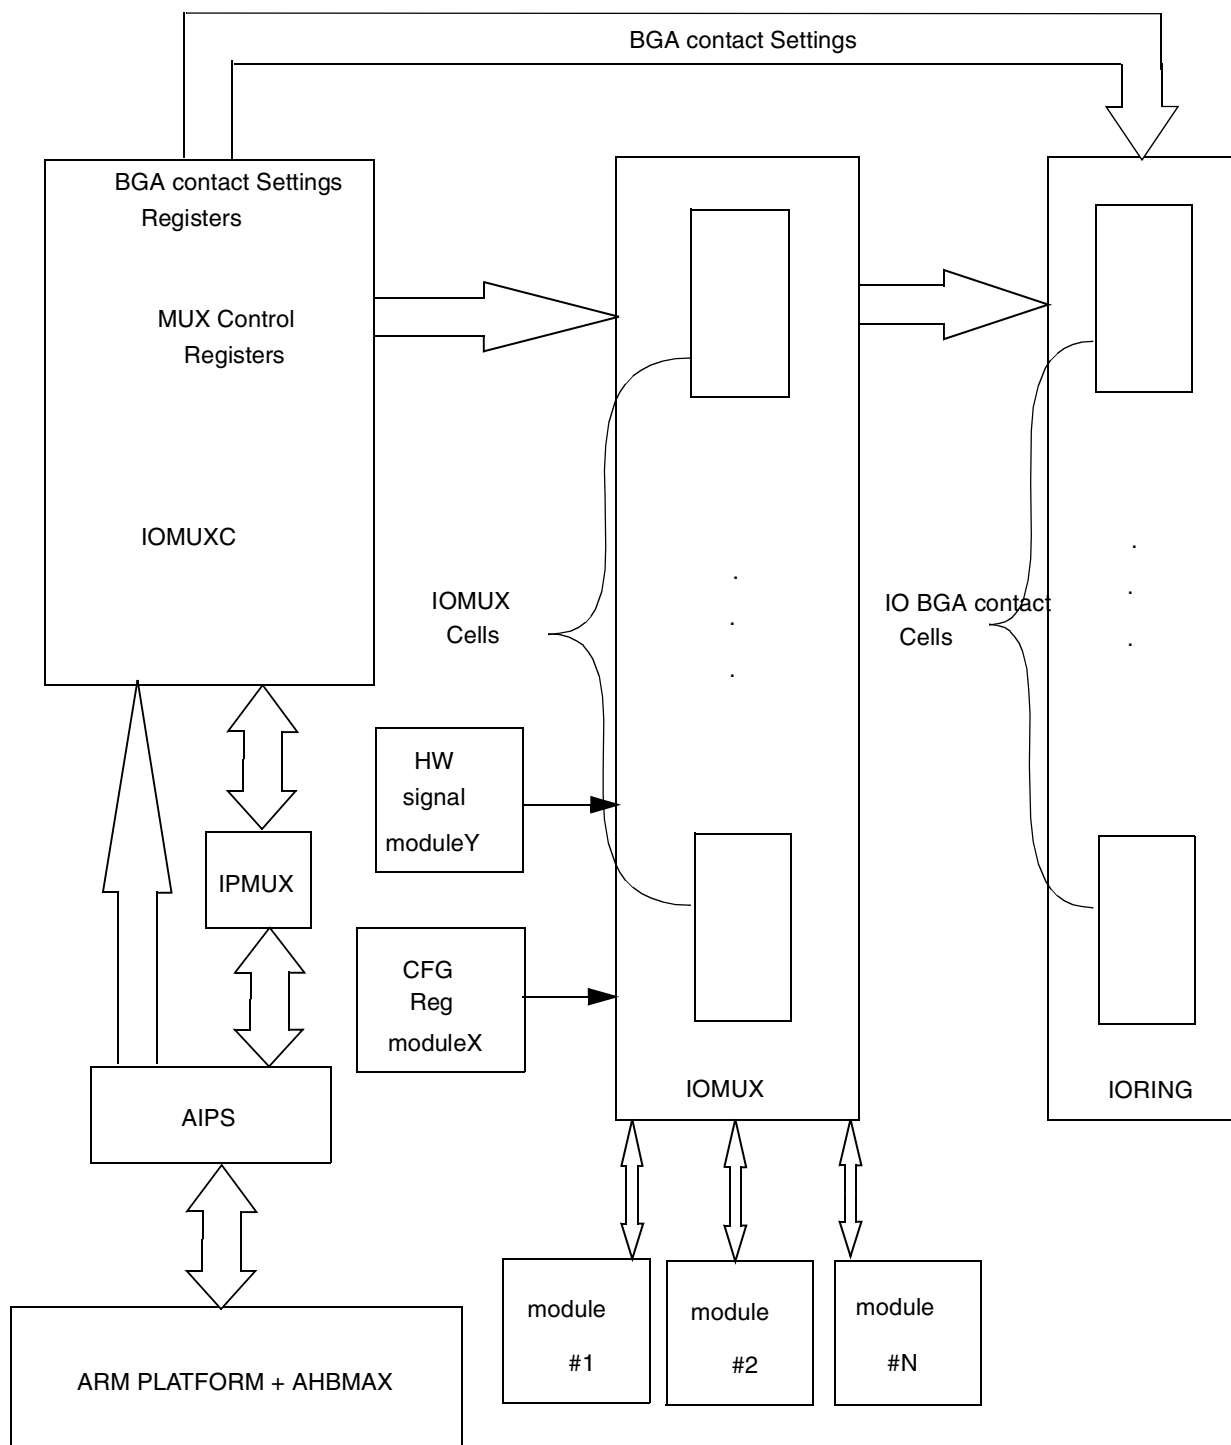 BGA contact Settings
BGA contact Settings
Registers
MUX Control
Registers
IOMUXC
IOMUX
Cells
IO BGA contact
Cells
HW
signal
moduleY
IPMUX
CFG
Reg
moduleX
IOMUX
IORING
AIPS
module
#1
module
#2
module
#N
ARM PLATFORM + AHBMAX